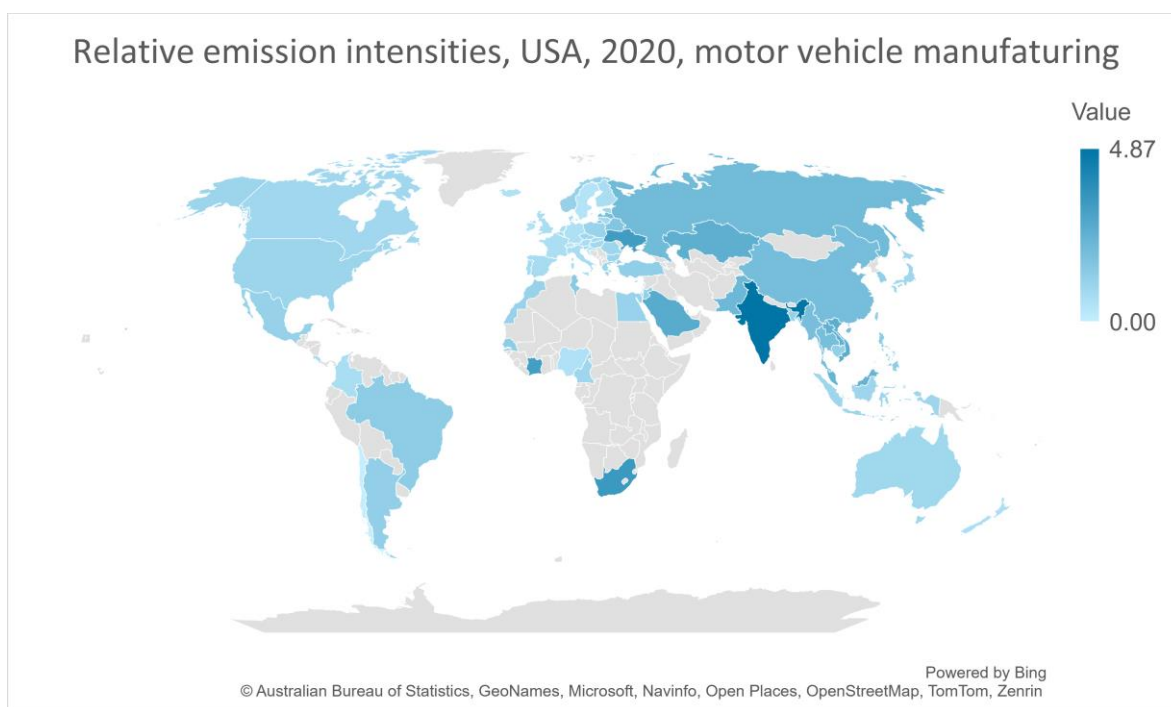 Relative emission intensities, USA, 2020, motor vehicle manufaturing
Value
4.87
0.00
Powered by Bing
© Australian Bureau of Statistics, GeoNames, Microsoft, Navinfo, Open Places, OpenStreetMap, TomTom, Zenrin